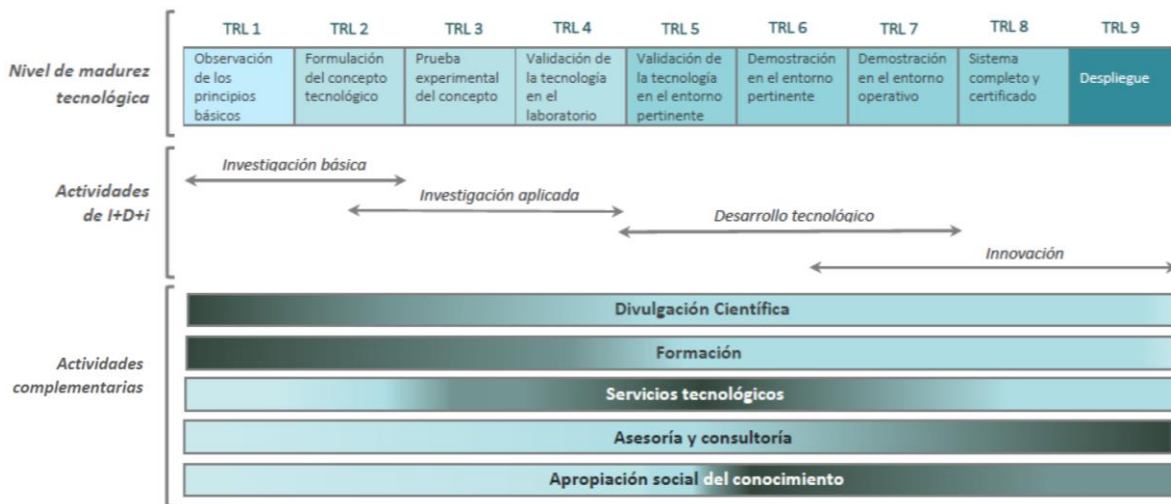 TRL 1
TRL 2
TRL 3
TRL 4
TRL 5
TRL 6
TRL 7
TRL 8
TRL 9
Nivel de madurez
tecnológica
Observación
de los
principios
básicos
Formulación
del concepto
tecnológico
Prueba
experimental
del concepto
Validación de
la tecnología
en el
laboratorio
Validación de
la tecnología
en el entorno
pertinente
Demostración
en el entorno
pertinente
Demostración
en el entorno
operativo
Sistema
completo y
certificado
Despliegue
Actividades
de I+D+i
Investigación básica
Investigación aplicada
Desarrollo tecnológico
Innovación
Actividades
complementarias
Divulgación Científica
Formación
Servicios tecnológicos
Asesoría y consultoría
Apropiación social del conocimiento